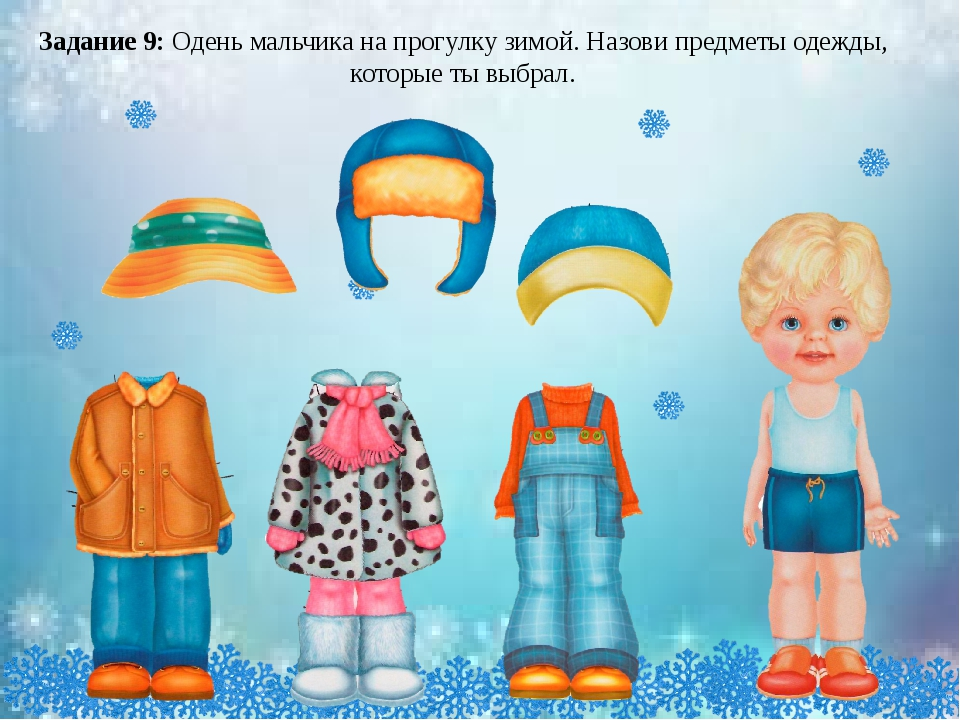 Задание 9: Одень мальчика на прогулку зимой. Назови предметы одежды,
которые ты выбрал.